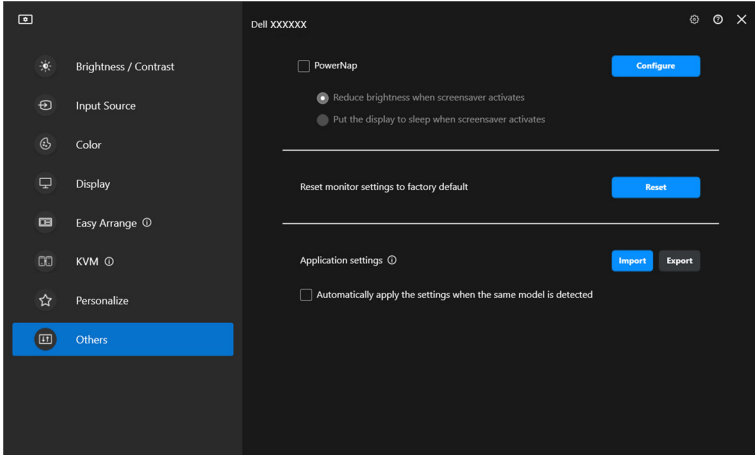 Dell XXXXXX
Brightness / Contrast
Input Source
Color
Display
Easy Arrange
KVM
Personalize
Others
PowerNap
Configure
Reduce brightness when screensaver activates
Put the display to sleep when screensaver activates
Reset monitor settings to factory default
Reset
Application settings
Import
Export
Automatically apply the settings when the same model is detected